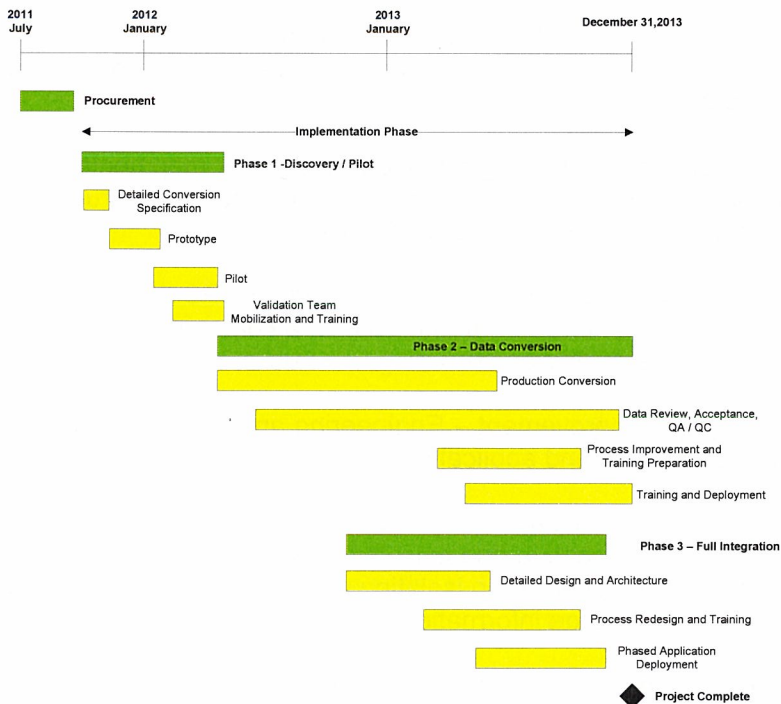 2011
July
2012
January
2013
January
December 31,2013
Procurement
Implementation Phase
Phase 1 -Discovery / Pilot
Detailed Conversion
Specification
Prototype
Pilot
Validation Team
Mobilization and Training
Phase 2 – Data Conversion
Production Conversion
Data Review, Acceptance,
QA / QC
Process Improvement and
Training Preparation
Training and Deployment
Phase 3 – Full Integration
Detailed Design and Architecture
Process Redesign and Training
Phased Application
Deployment
Project Complete